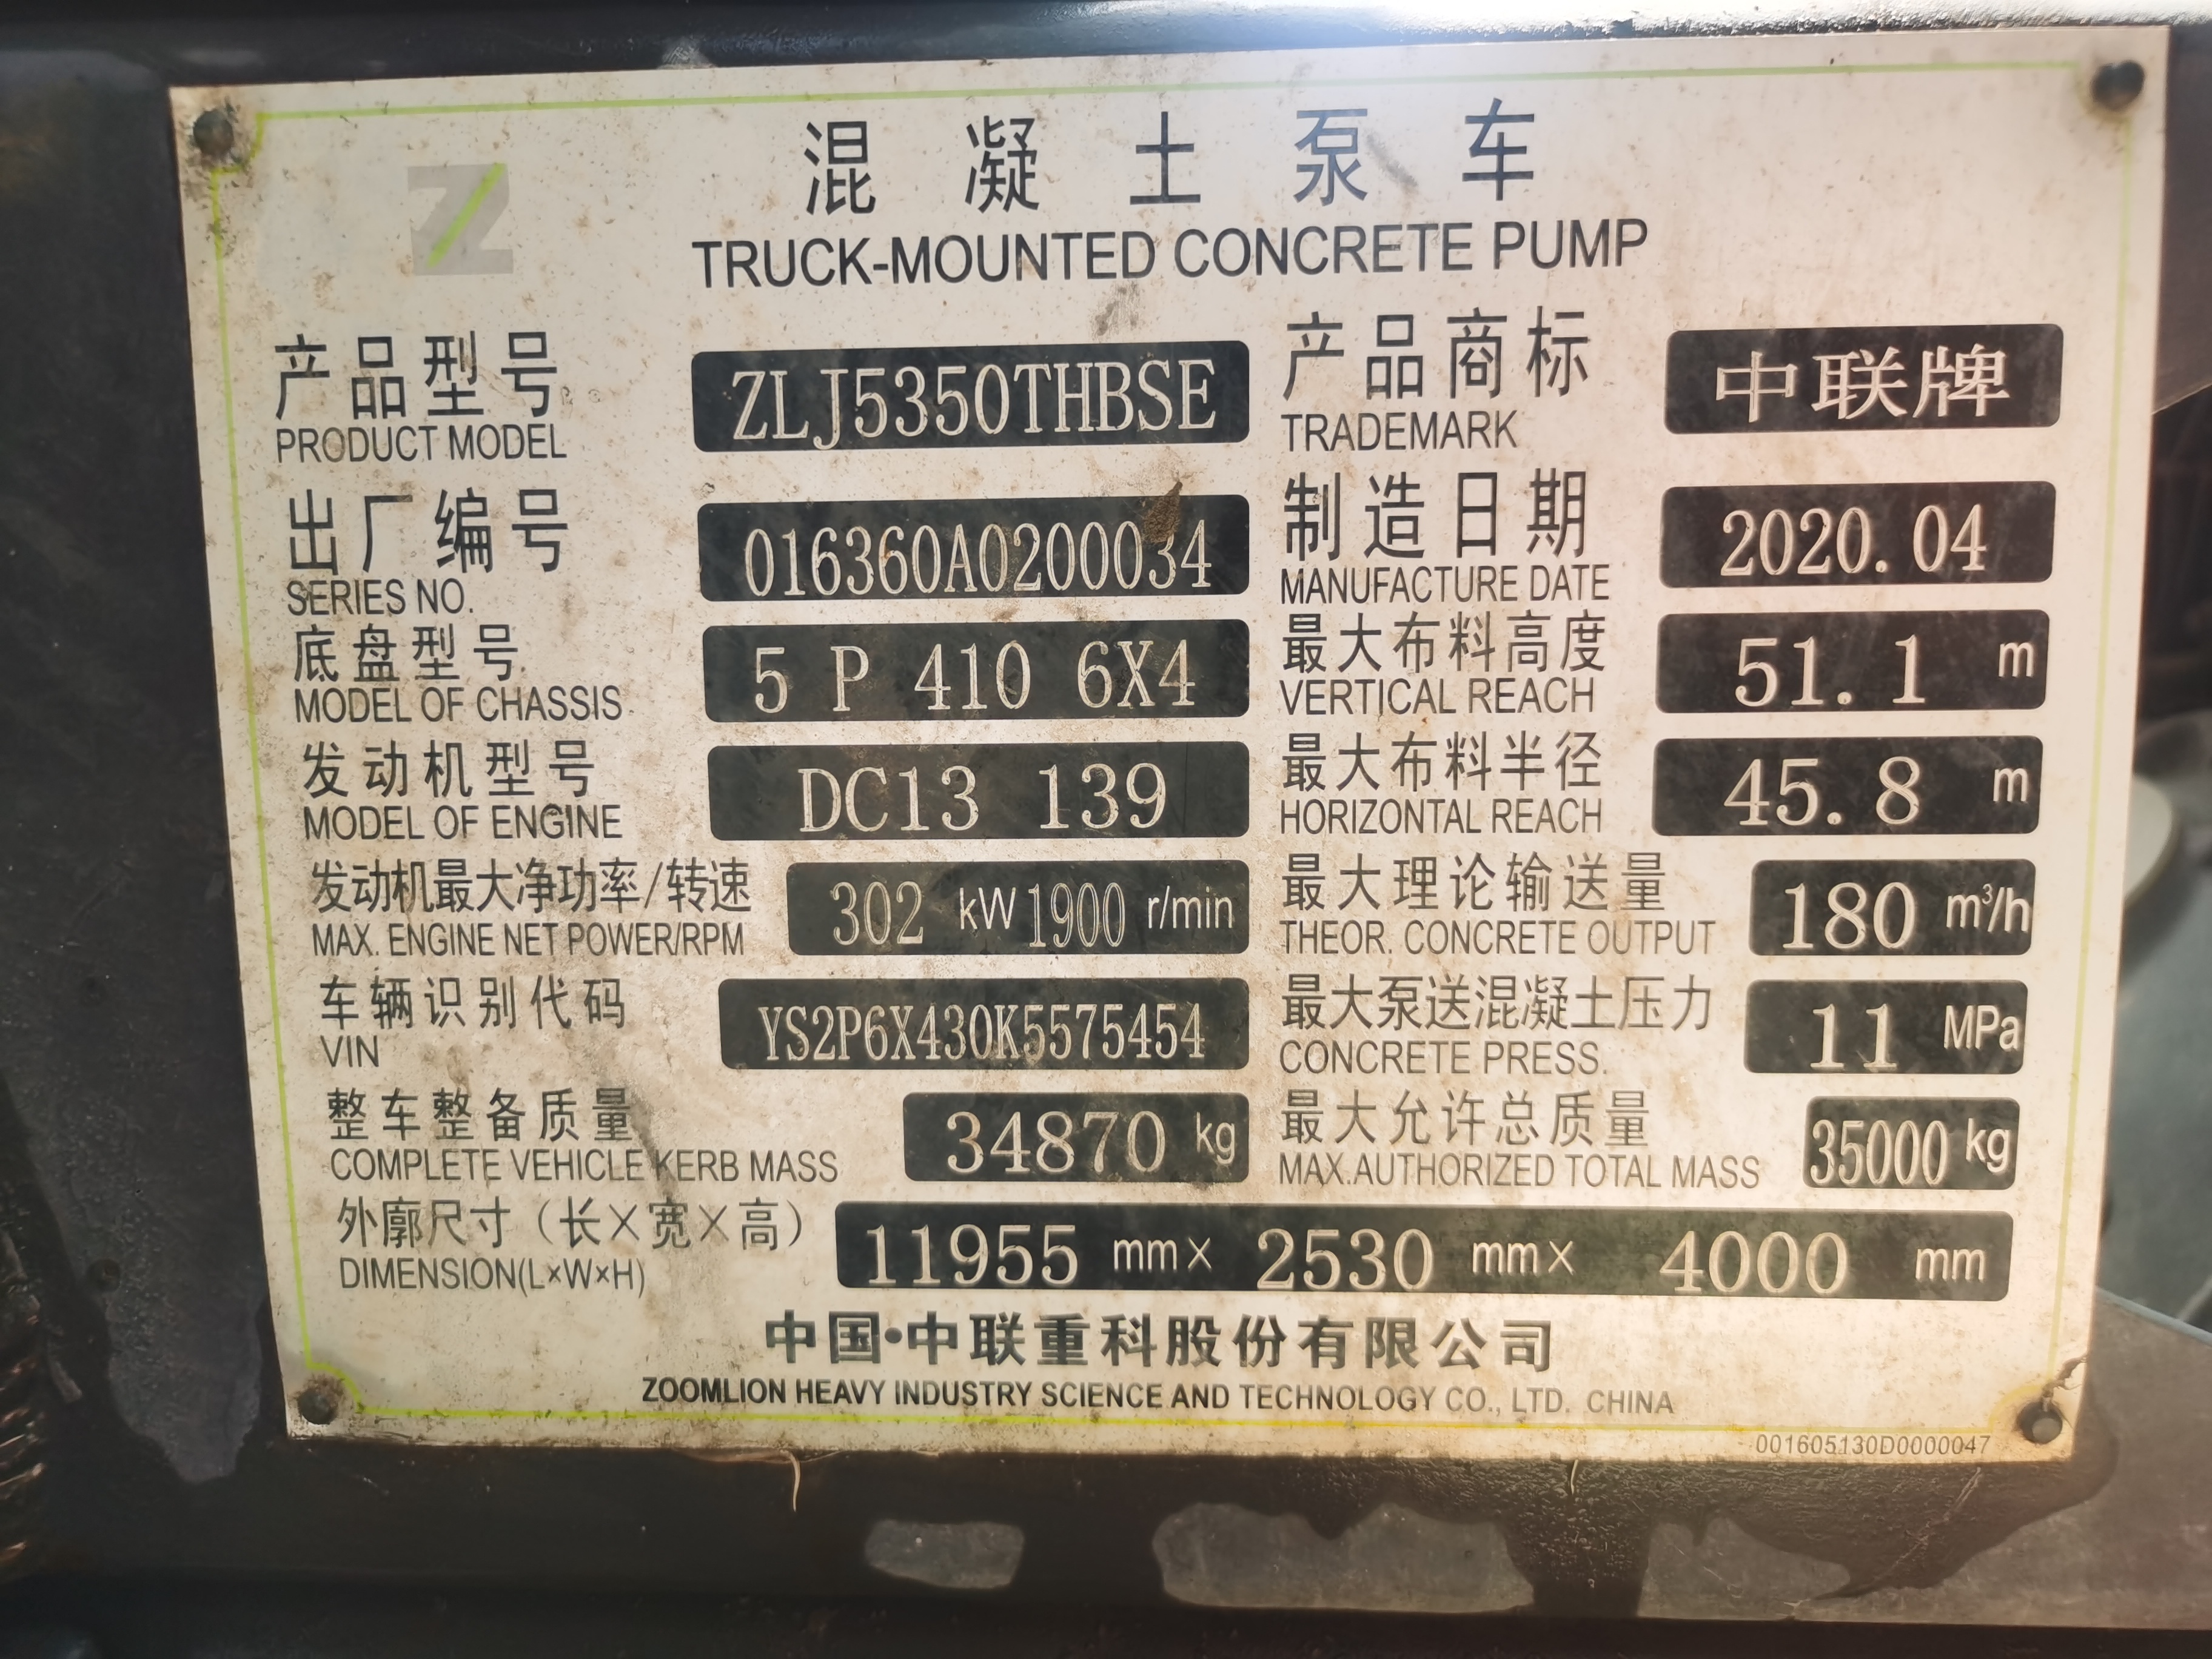 混凝土泵车
TRUCK-MOUNTED CONCRETE PUMP
产品型号 ZLJ5350THBSE 产品商标 中联牌
PRODUCT MODEL TRADEMARK
出厂编号 016360A0200034 制造日期 2020.04
SERIES NO. MANUFACTURE DATE
底盘型号 5 P 410 6X4 最大布料高度 51.1 m
MODEL OF CHASSIS VERTICAL REACH
发动机型号 DC13 139 最大布料半径 45.8 m
MODEL OF ENGINE HORIZONTAL REACH
发动机最大净功率/转速 302 kW 1900 r/min 最大理论输送量 180 m³/h
MAX. ENGINE NET POWER/RPM THEOR. CONCRETE OUTPUT
车辆识别代码 YS2P6X430K5575454 最大泵送混凝土压力 11 MPa
VIN CONCRETE PRESS.
整车整备质量 34870 kg 最大允许总质量 35000 kg
COMPLETE VEHICLE KERB MASS MAX.AUTHORIZED TOTAL MASS
外廓尺寸（长×宽×高） 11955 mm× 2530 mm× 4000 mm
DIMENSION(L×W×H)
中国•中联重科股份有限公司
ZOOMLION HEAVY INDUSTRY SCIENCE AND TECHNOLOGY CO., LTD. CHINA
001605130D0000047